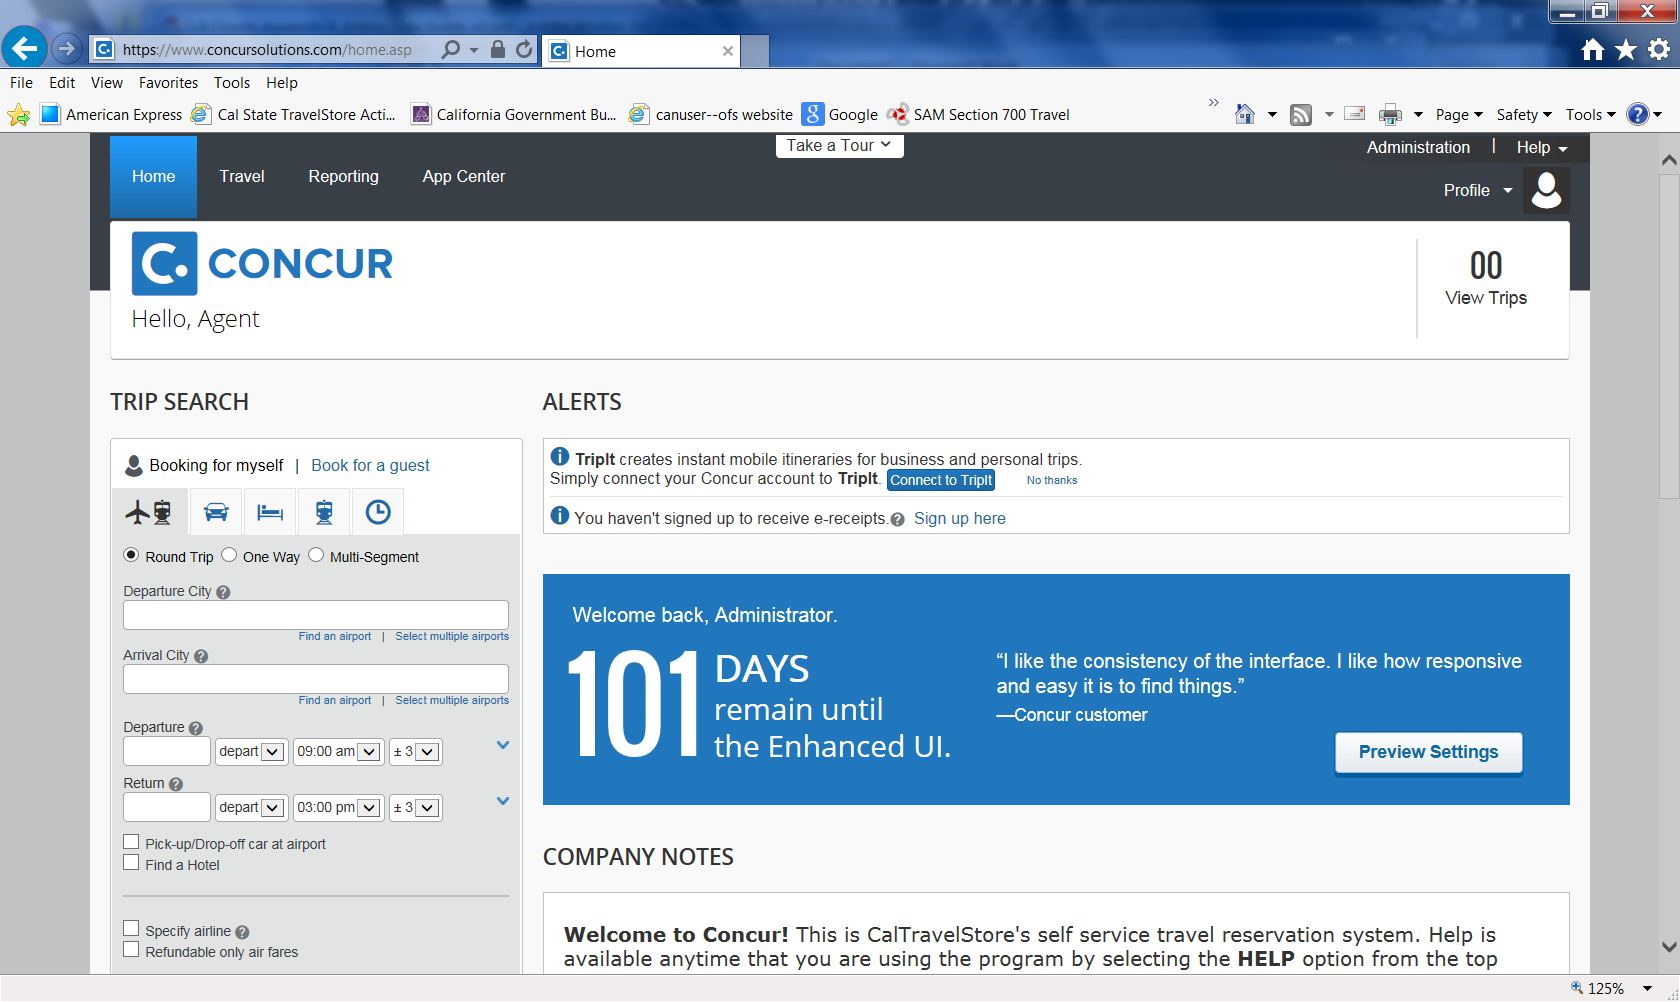 https://www.concursolutions.com/home.asp
Home
File Edit View Favorites Tools Help
American Express Cal State TravelStore Acti... California Government Bu... canuser--ofs website Google SAM Section 700 Travel
Page Safety Tools
Take a Tour
Administration | Help
Home Travel Reporting App Center
Profile
C. CONCUR
Hello, Agent
00
View Trips
TRIP SEARCH
Booking for myself | Book for a guest
Round Trip One Way Multi-Segment
Departure City ?
Find an airport | Select multiple airports
Arrival City ?
Find an airport | Select multiple airports
Departure ?
depart 09:00 am ± 3
Return ?
depart 03:00 pm ± 3
Pick-up/Drop-off car at airport
Find a Hotel
Specify airline ?
Refundable only air fares
ALERTS
TripIt creates instant mobile itineraries for business and personal trips.
Simply connect your Concur account to TripIt. Connect to TripIt No thanks
You haven't signed up to receive e-receipts. ? Sign up here
Welcome back, Administrator.
101 DAYS
remain until
the Enhanced UI.
“I like the consistency of the interface. I like how responsive
and easy it is to find things.”
—Concur customer
Preview Settings
COMPANY NOTES
Welcome to Concur! This is CalTravelStore's self service travel reservation system. Help is
available anytime that you are using the program by selecting the HELP option from the top
125%